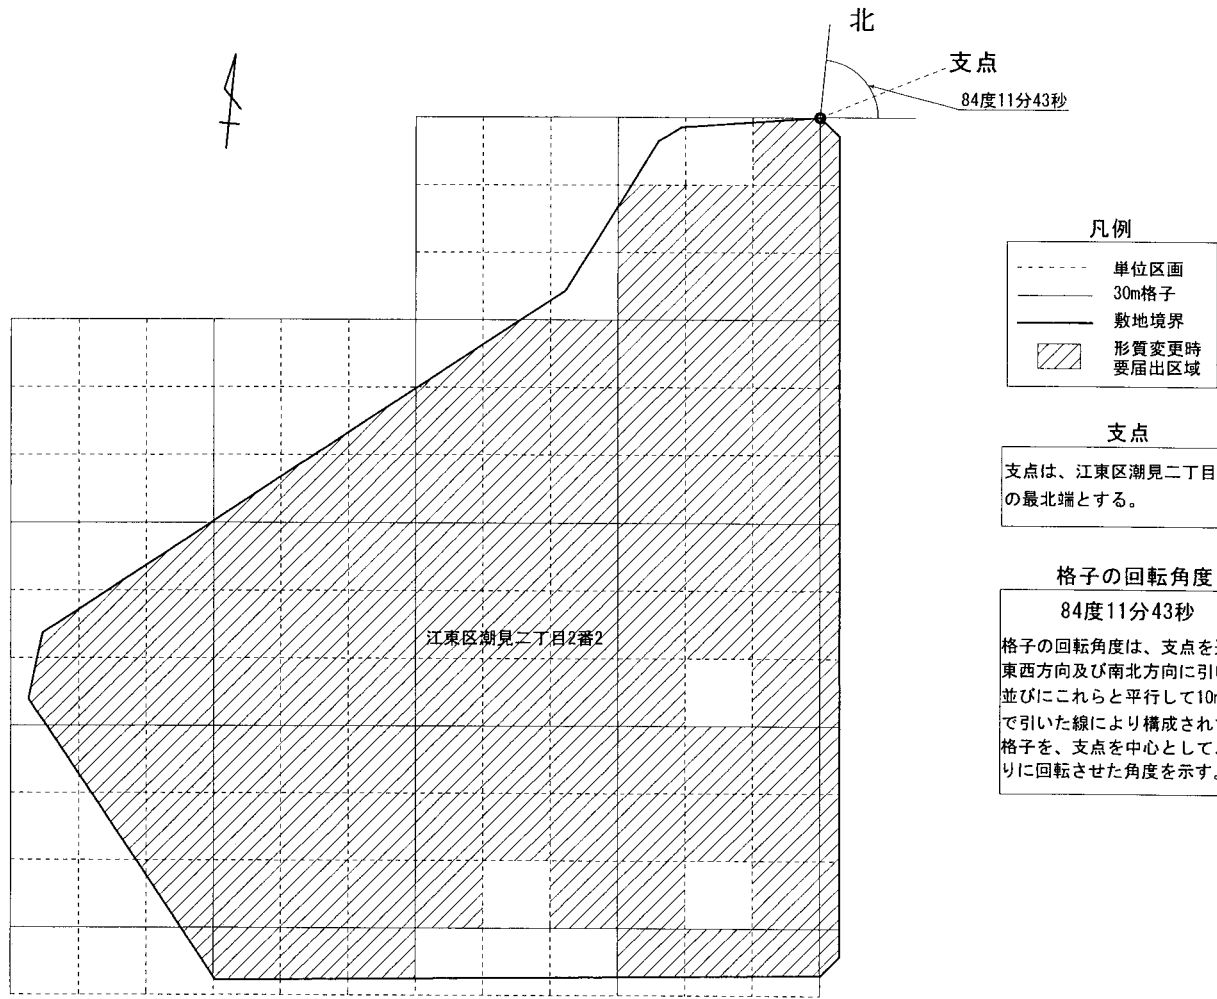 北
支点
84度11分43秒
凡例
単位区画
30m格子
敷地境界
形質変更時
要届出区域
支点
支点は、江東区潮見二丁目
の最北端とする。
格子の回転角度
84度11分43秒
格子の回転角度は、支点を
東西方向及び南北方向に引
並びにこれらと平行して10m
で引いた線により構成され
格子を、支点を中心として、
りに回転させた角度を示す。
江東区潮見二丁目2番2